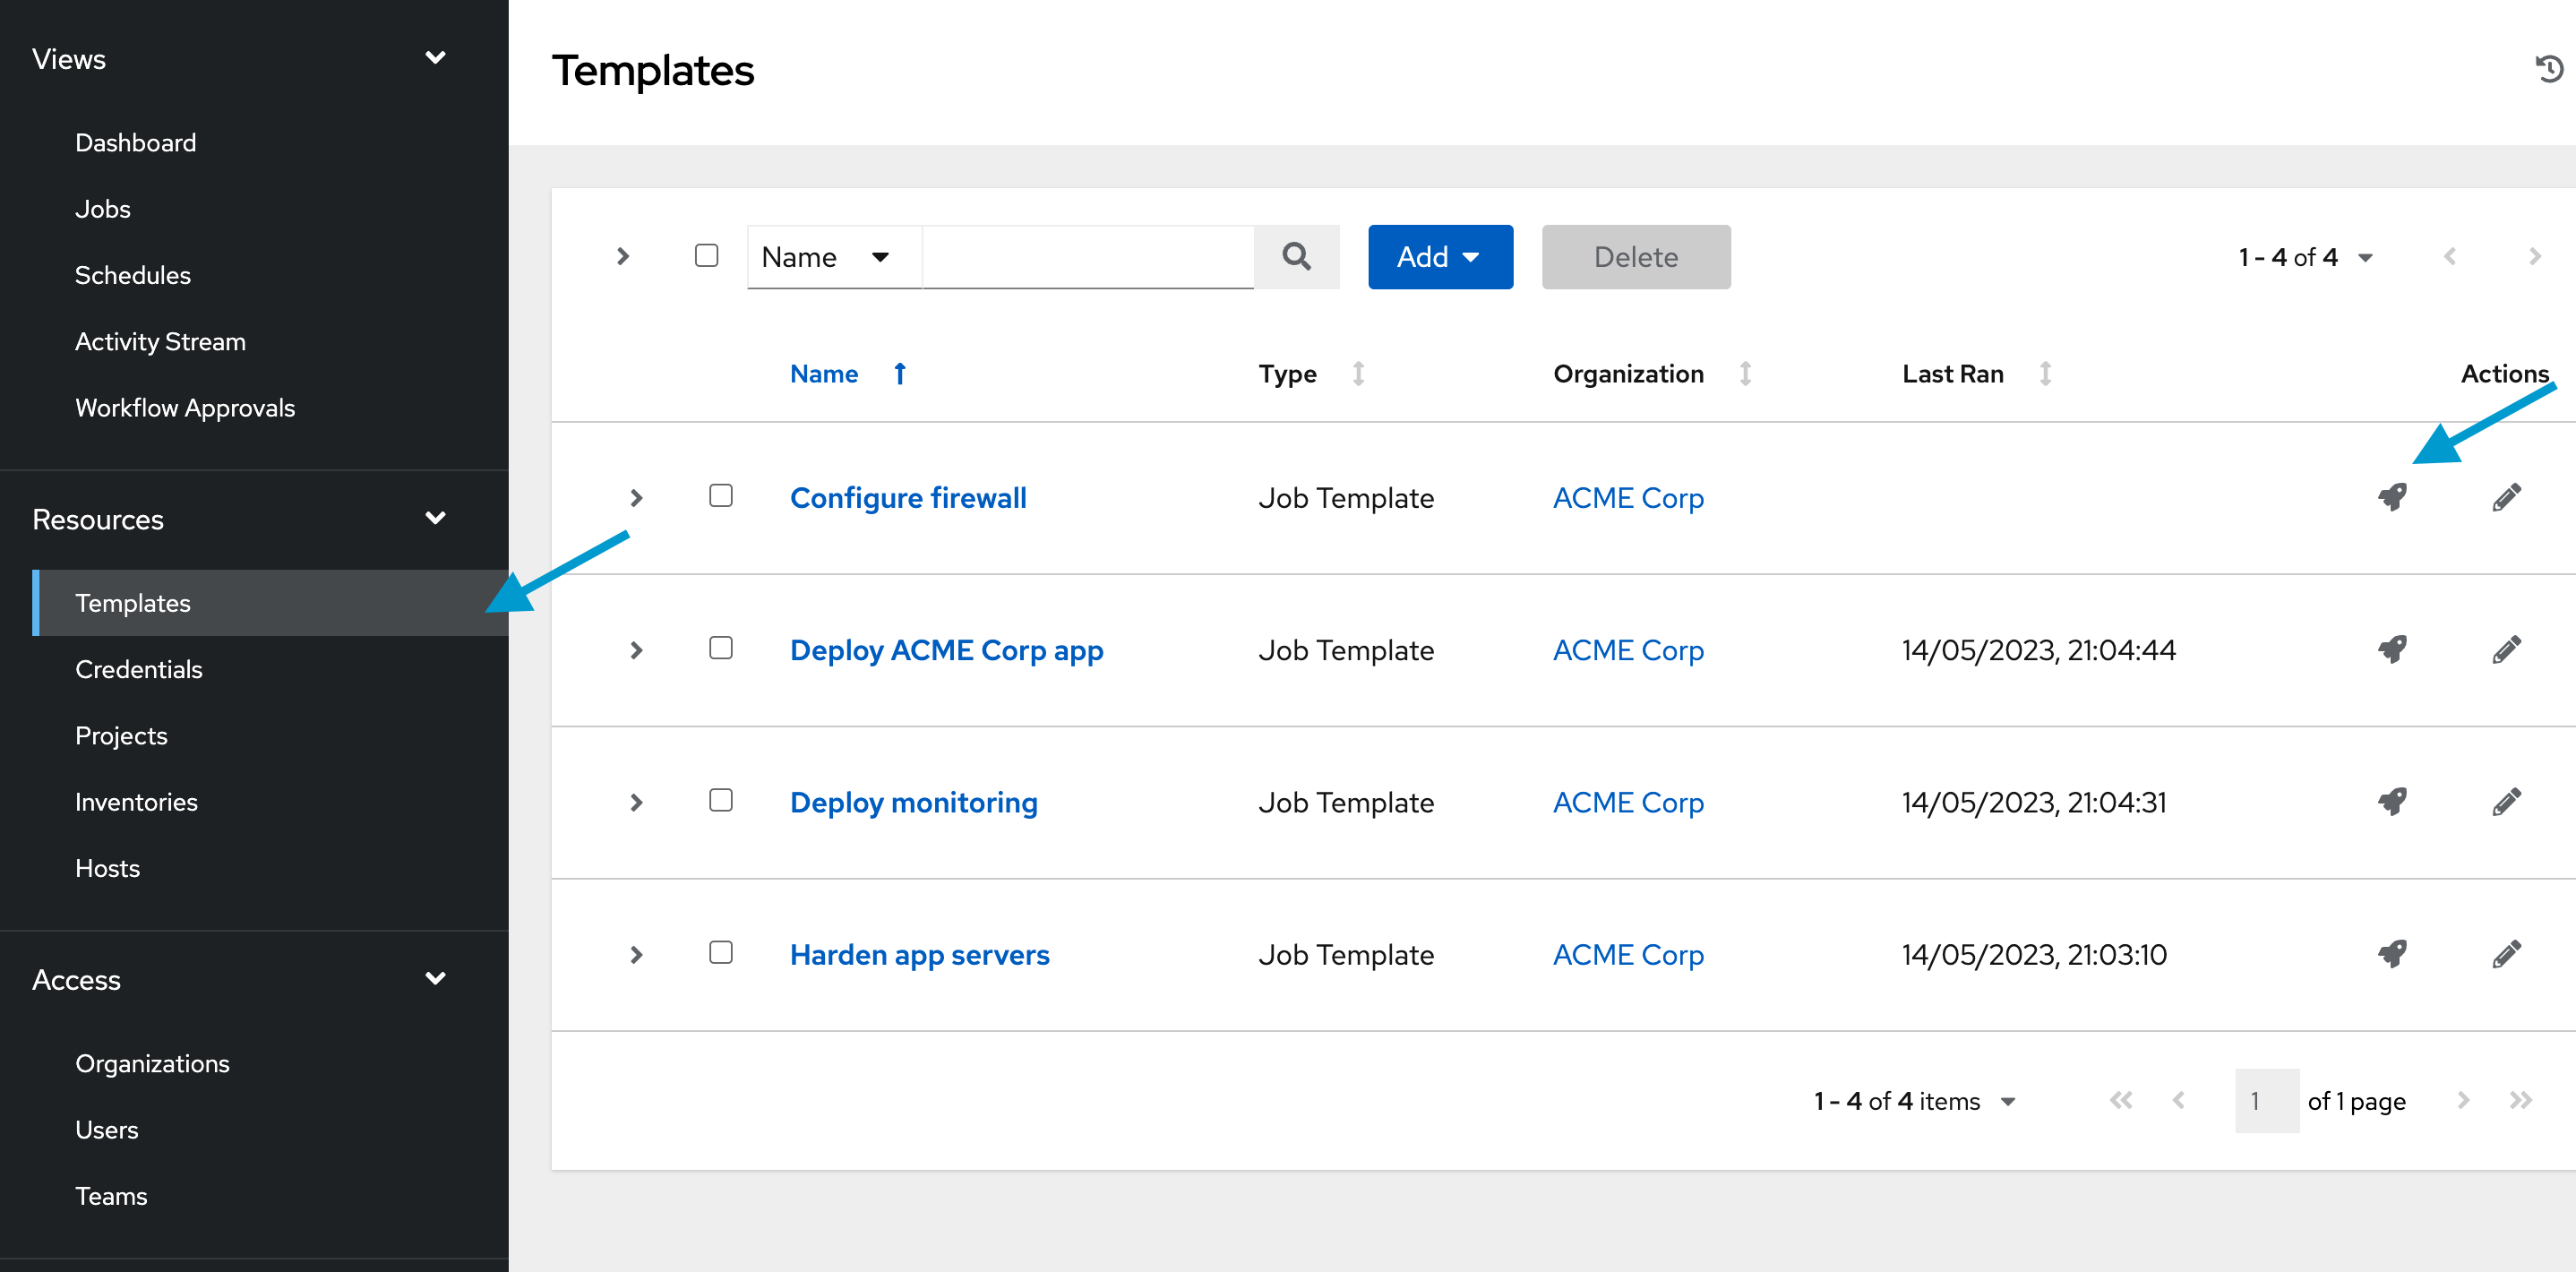 Views
Dashboard
Jobs
Schedules
Activity Stream
Workflow Approvals
Resources
Templates
Credentials
Projects
Inventories
Hosts
Access
Organizations
Users
Teams
Templates
Name Add Delete 1 - 4 of 4
Name Type Organization Last Ran Actions
Configure firewall Job Template ACME Corp
Deploy ACME Corp app Job Template ACME Corp 14/05/2023, 21:04:44
Deploy monitoring Job Template ACME Corp 14/05/2023, 21:04:31
Harden app servers Job Template ACME Corp 14/05/2023, 21:03:10
1 - 4 of 4 items 1 of 1 page